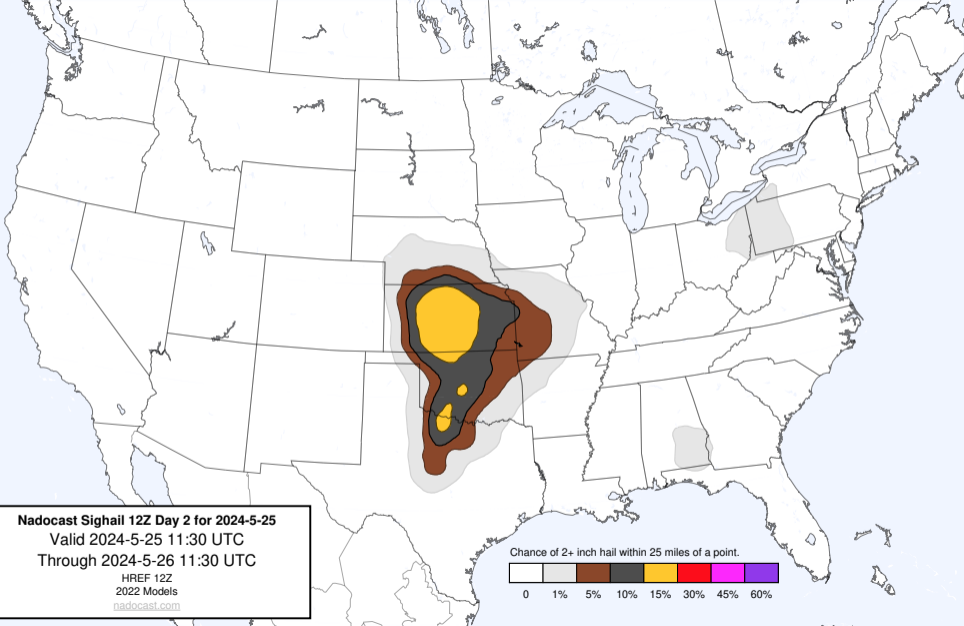 Nadocast Sighail 12Z Day 2 for 2024-5-25
Valid 2024-5-25 11:30 UTC
Through 2024-5-26 11:30 UTC
HREF 12Z
2022 Models
nadocast.com
Chance of 2+ inch hail within 25 miles of a point.
0 1% 5% 10% 15% 30% 45% 60%